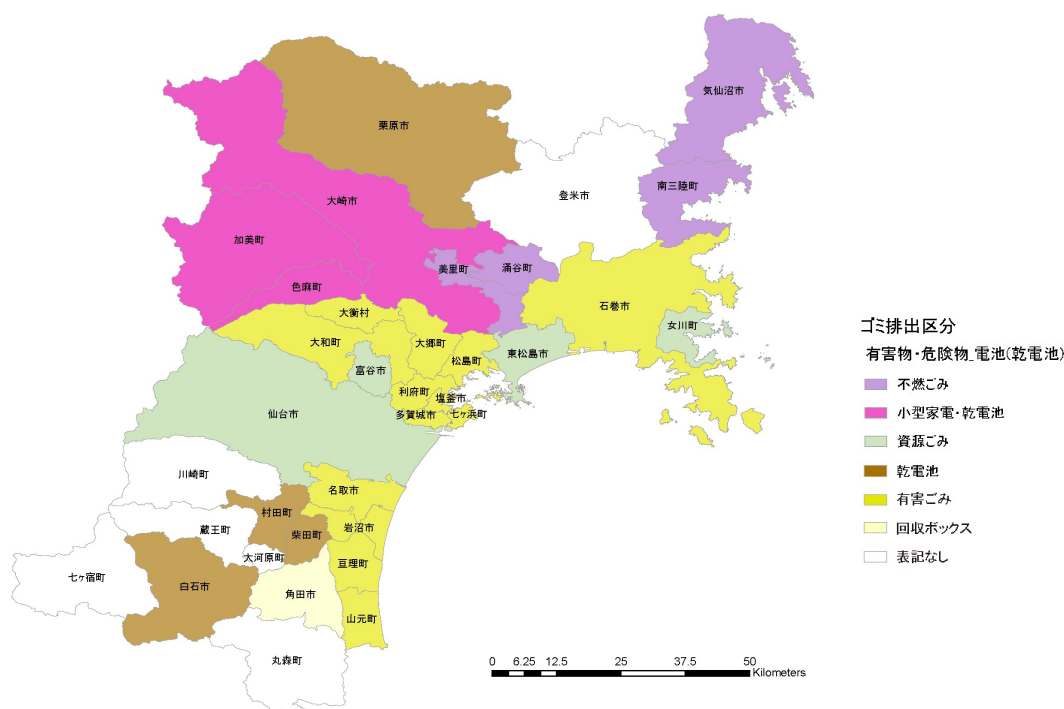 気仙沼市
栗原市
南三陸町
登米市
大崎市
加美町
美里町
涌谷町
色麻町
石巻市
大衡村
女川町
大和町
大郷町
松島町
東松島市
富谷市
利府町
塩釜市
仙台市
多賀城市
七ヶ浜町
川崎町
名取市
村田町
蔵王町
柴田町
岩沼市
大河原町
亘理町
七ヶ宿町
白石市
角田市
山元町
丸森町
ゴミ排出区分
有害物・危険物_電池(乾電池)
不燃ごみ
小型家電・乾電池
資源ごみ
乾電池
有害ごみ
回収ボックス
表記なし
0 6.25 12.5 25 37.5 50
Kilometers